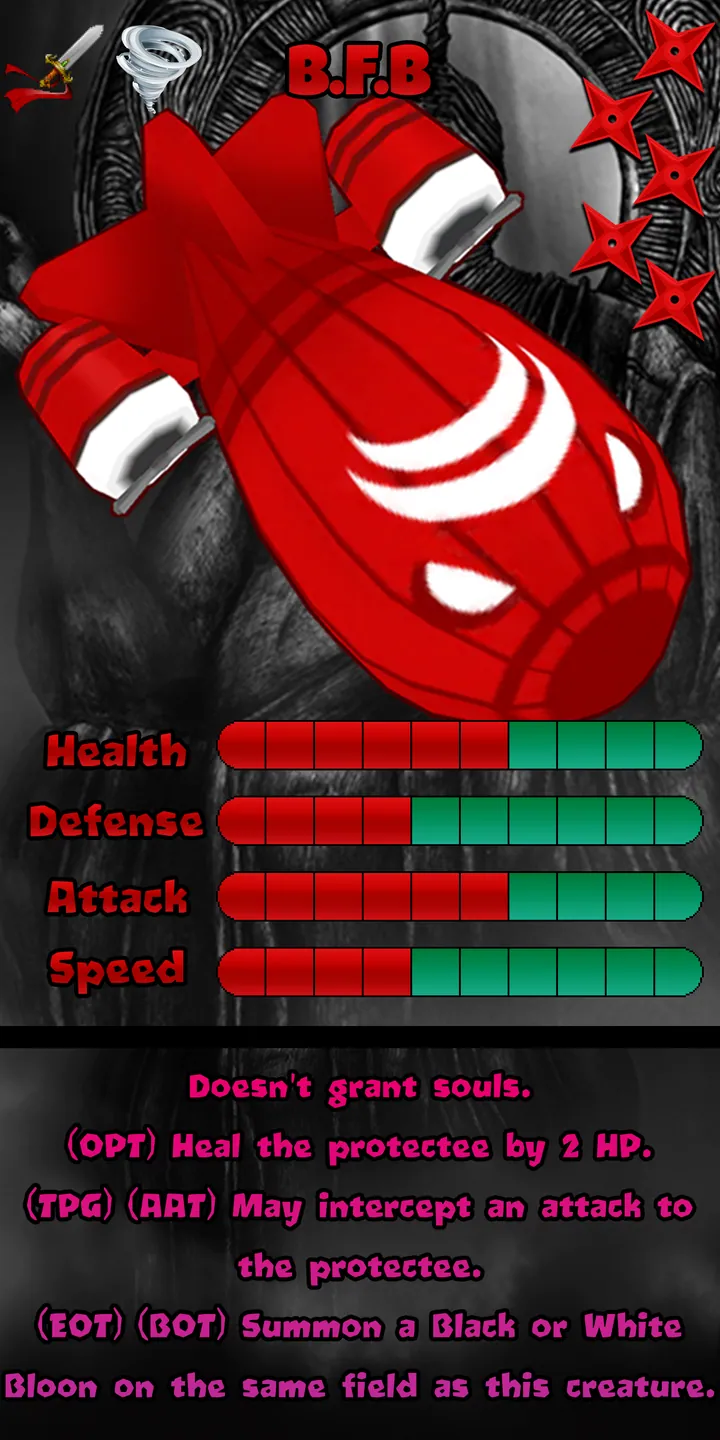 B.F.B
Health
Defense
Attack
Speed
Doesn't grant souls.
(OPT) Heal the protectee by 2 HP.
(TPG) (AAT) May intercept an attack to
the protectee.
(EOT) (BOT) Summon a Black or White
Bloon on the same field as this creature.